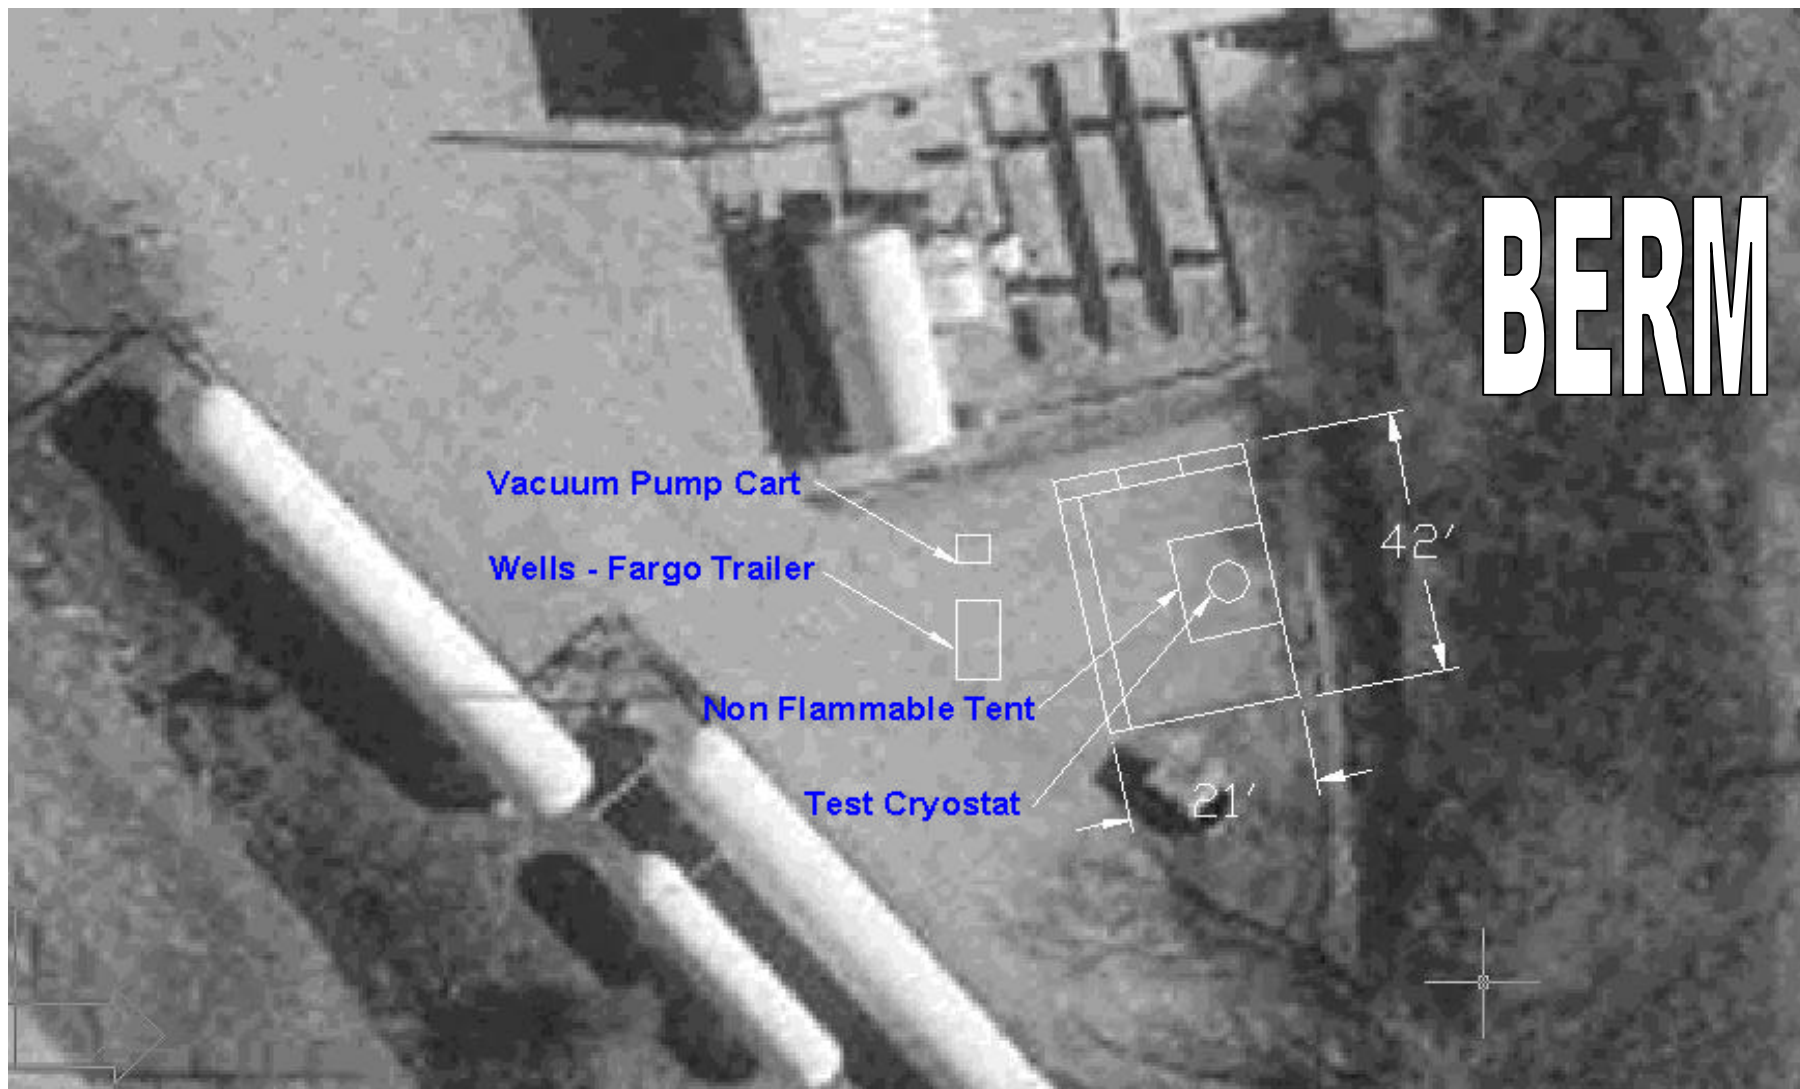 BERM
Vacuum Pump Cart
42'
Wells - Fargo Trailer
Non Flammable Tent
Test Cryostat
21'